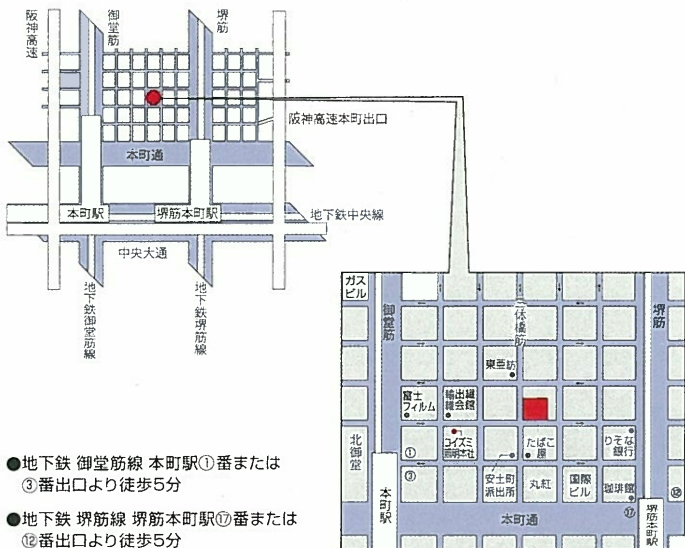 阪神高速
御堂筋
堺筋
阪神高速本町出口
本町通
本町駅
堺筋本町駅
地下鉄中央線
中央大通
地下鉄御堂筋線
地下鉄堺筋線
ガス
ビル
御堂筋
三休橋筋
堺筋
東亜紡
富士
フィルム
輸出繊
維会館
北御堂
①
コイズミ
照明本社
たばこ
屋
りそな
銀行
③
安土町
派出所
丸紅
国際
ビル
珈琲館
⑰
⑫
本町駅
本町通
堺筋本町駅
●地下鉄 御堂筋線 本町駅①番または
③番出口より徒歩5分
●地下鉄 堺筋線 堺筋本町駅⑰番または
⑫番出口より徒歩5分